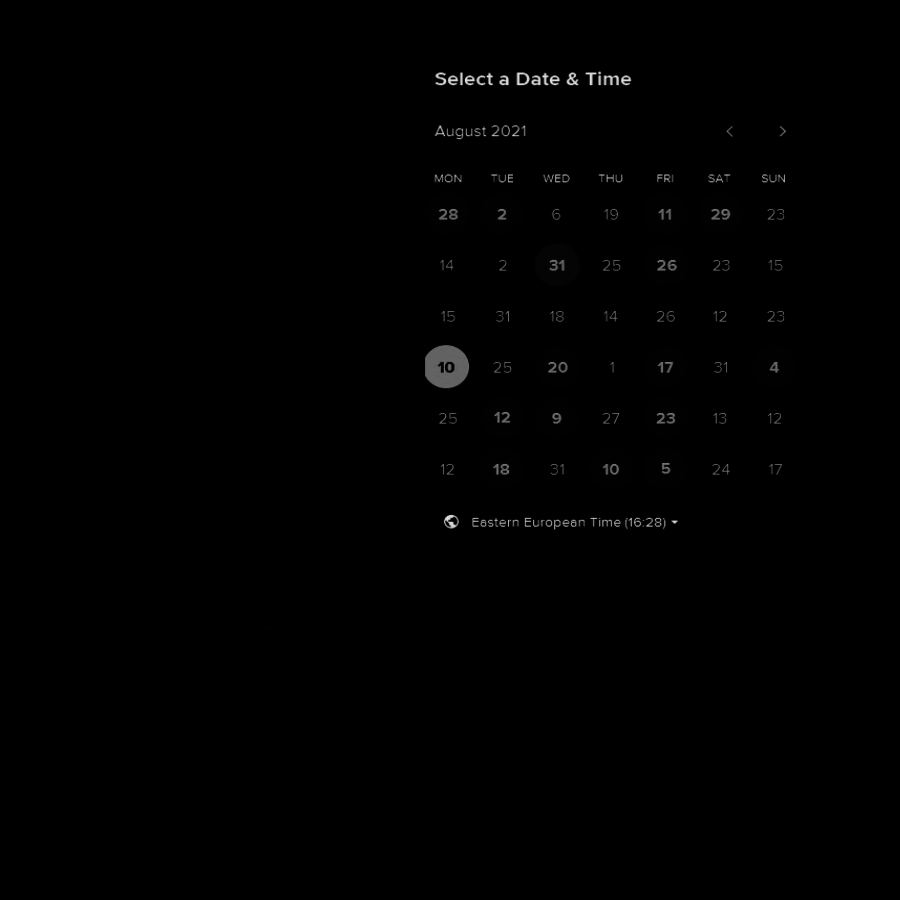 Select a Date & Time
August 2021
MON TUE WED THU FRI SAT SUN
28 2 6 19 11 29 23
14 2 31 25 26 23 15
15 31 18 14 26 12 23
10 25 20 1 17 31 4
25 12 9 27 23 13 12
12 18 31 10 5 24 17
Eastern European Time (16:28)